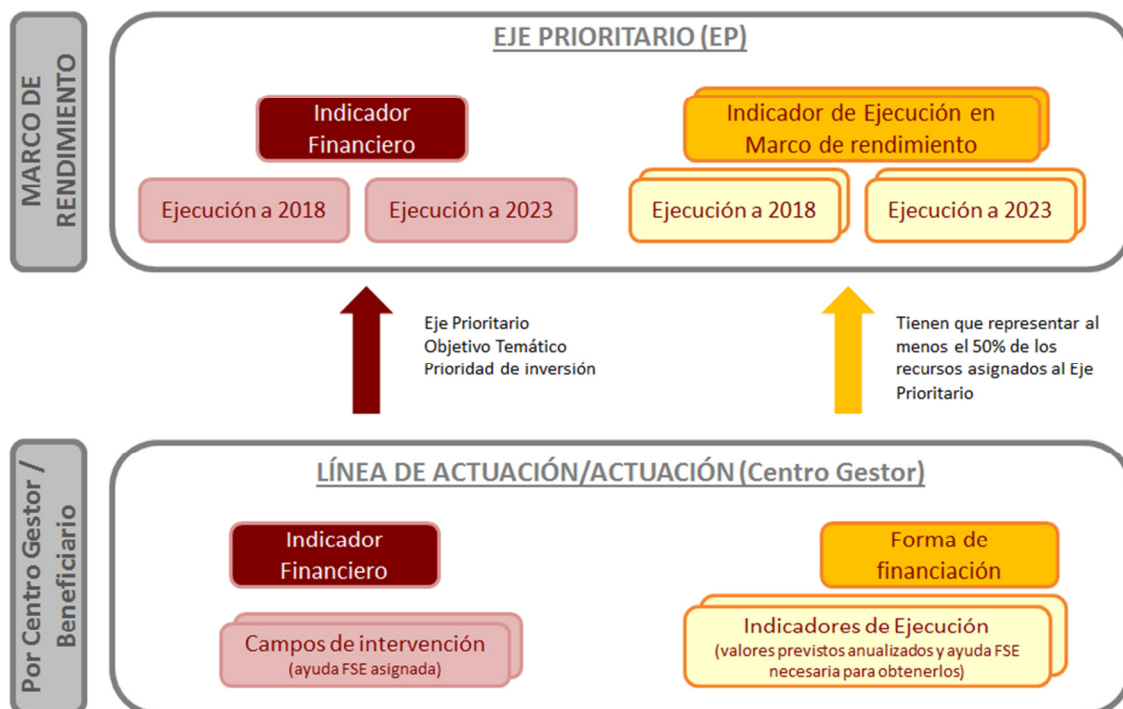 MARCO DE
RENDIMIENTO
EJE PRIORITARIO (EP)
Indicador
Financiero
Indicador de Ejecución en
Marco de rendimiento
Ejecución a 2018
Ejecución a 2023
Ejecución a 2018
Ejecución a 2023
Eje Prioritario
Objetivo Temático
Prioridad de inversión
Tienen que representar al
menos el 50% de los
recursos asignados al Eje
Prioritario
Por Centro Gestor /
Beneficiario
LÍNEA DE ACTUACIÓN/ACTUACIÓN (Centro Gestor)
Indicador
Financiero
Forma de
financiación
Campos de intervención
(ayuda FSE asignada)
Indicadores de Ejecución
(valores previstos anualizados y ayuda FSE
necesaria para obtenerlos)